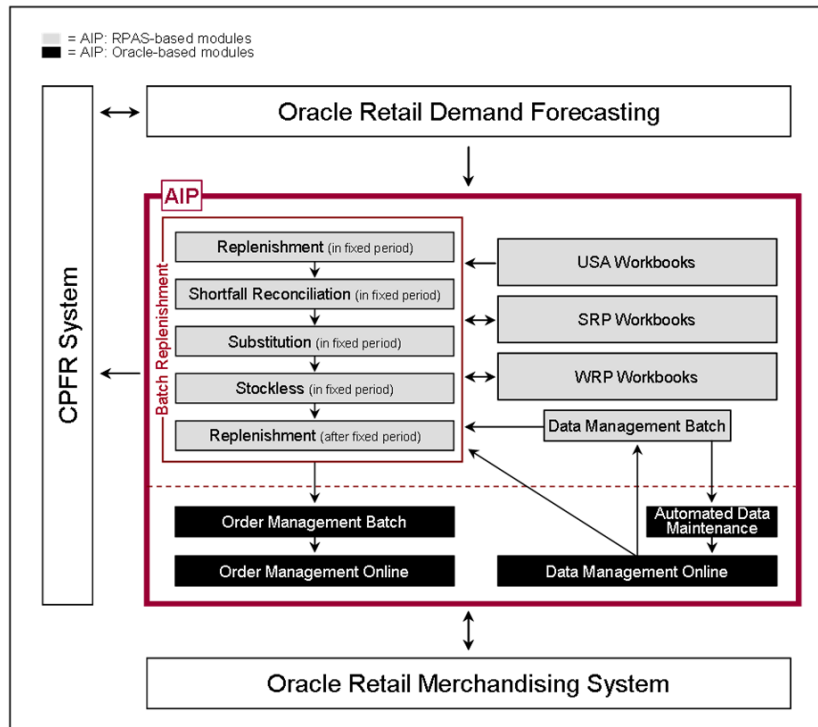 = AIP: RPAS-based modules
= AIP: Oracle-based modules
Oracle Retail Demand Forecasting
AIP
CPFR System
Batch Replenishment
Replenishment (in fixed period)
Shortfall Reconciliation (in fixed period)
Substitution (in fixed period)
Stockless (in fixed period)
Replenishment (after fixed period)
USA Workbooks
SRP Workbooks
WRP Workbooks
Data Management Batch
Order Management Batch
Order Management Online
Automated Data
Maintenance
Data Management Online
Oracle Retail Merchandising System